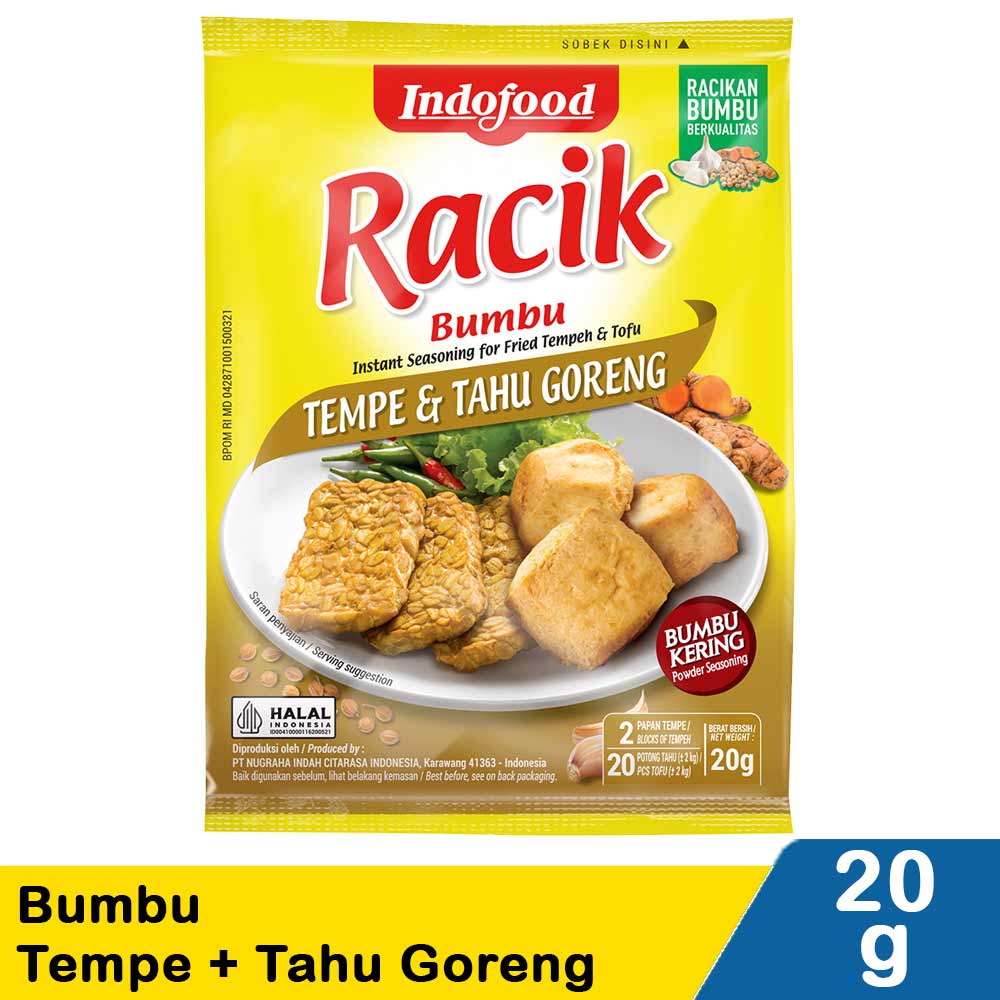 SOBEK DISINI ▲
Indofood
RACIKAN
BUMBU
BERKUALITAS
Racik
Bumbu
Instant Seasoning for Fried Tempeh & Tofu
TEMPE & TAHU GORENG
BPOM RI MD 042871001500321
Saran penyajian / Serving suggestion
BUMBU
KERING
Powder Seasoning
HALAL
INDONESIA
ID00410000116200521
2 PAPAN TEMPE / BLOCKS OF TEMPEH
20 POTONG TAHU (± 2 kg) / PCS TOFU (± 2 kg)
BERAT BERSIH /
NET WEIGHT :
20g
Diproduksi oleh / Produced by :
PT NUGRAHA INDAH CITARASA INDONESIA, Karawang 41363 - Indonesia
Baik digunakan sebelum, lihat belakang kemasan / Best before, see on back packaging.
Bumbu
Tempe + Tahu Goreng
20
g